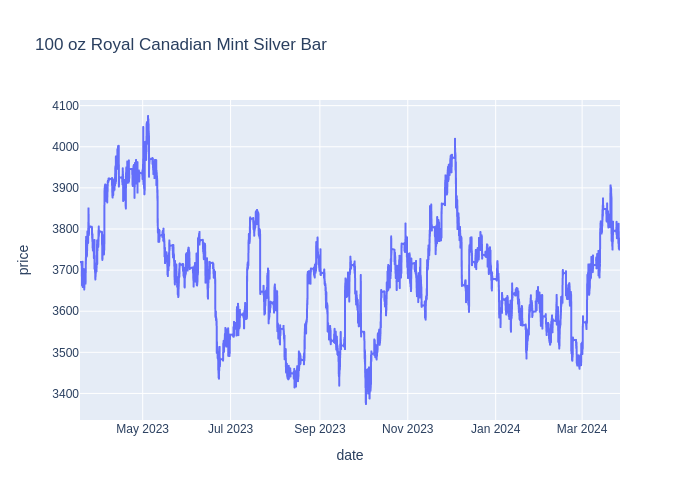 100 oz Royal Canadian Mint Silver Bar
4100
4000
3900
3800
3700
3600
3500
3400
price
May 2023
Jul 2023
Sep 2023
Nov 2023
Jan 2024
Mar 2024
date